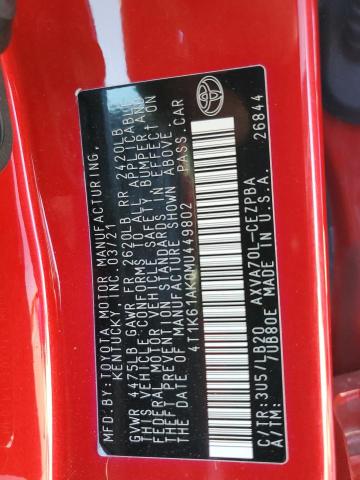 MFD. BY:TOYOTA MOTOR MANUFACTURING,
KENTUCKY, INC. 03/21
GVWR 4475LB GAWR FR 2620LB RR 2420LB
THIS VEHICLE CONFORMS TO ALL APPLICABLE
FEDERAL MOTOR VEHICLE SAFETY, BUMPER, AND
THEFT PREVENTION STANDARDS IN EFFECT ON
THE DATE OF MANUFACTURE SHOWN ABOVE.
4T1K61AK0MU449802 PASS.CAR
C/TR:3U5/LB20 AXVA70L-CEZPBA
A/TM: 7UB80E MADE IN U.S.A. 26844